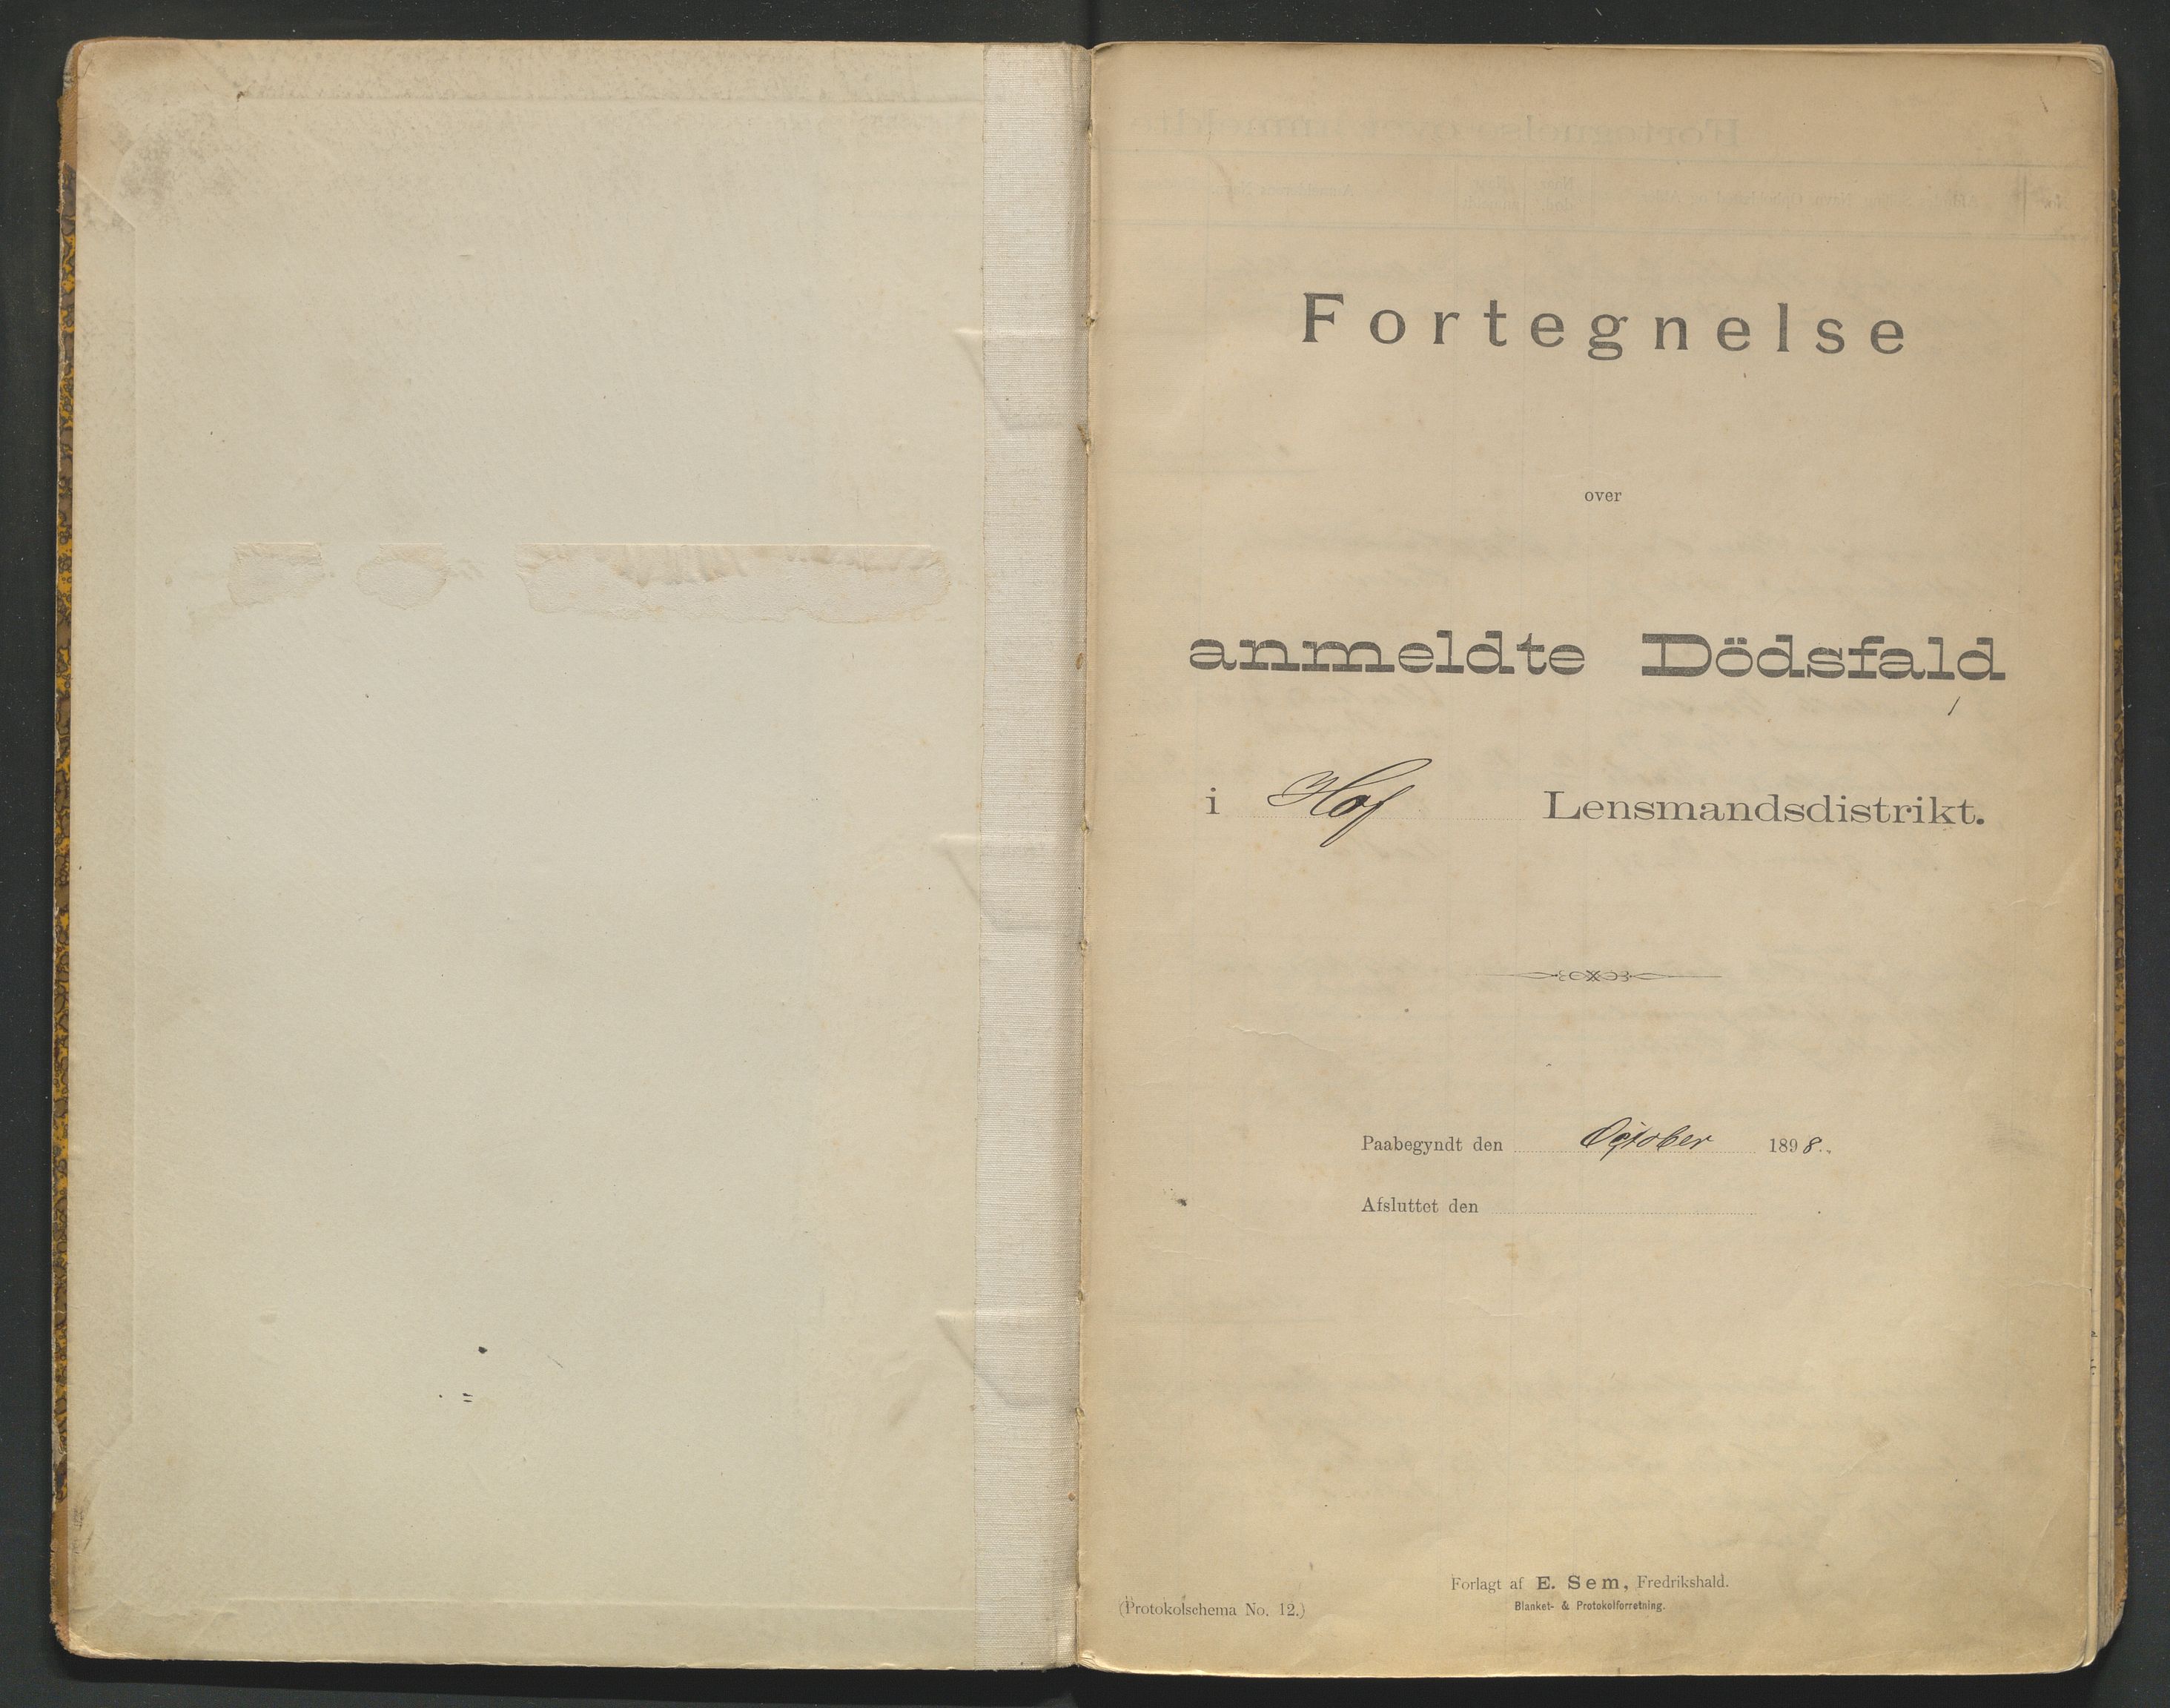 Fortegnelse
over
anmeldte Dödsfald
i Hof Lensmandsdistrikt.
Paabegyndt den October 1898.
Afsluttet den
Forlagt af E. Sem, Fredrikshald.
Blanket- & Protokolforretning.
(Protokolschema No. 12.)